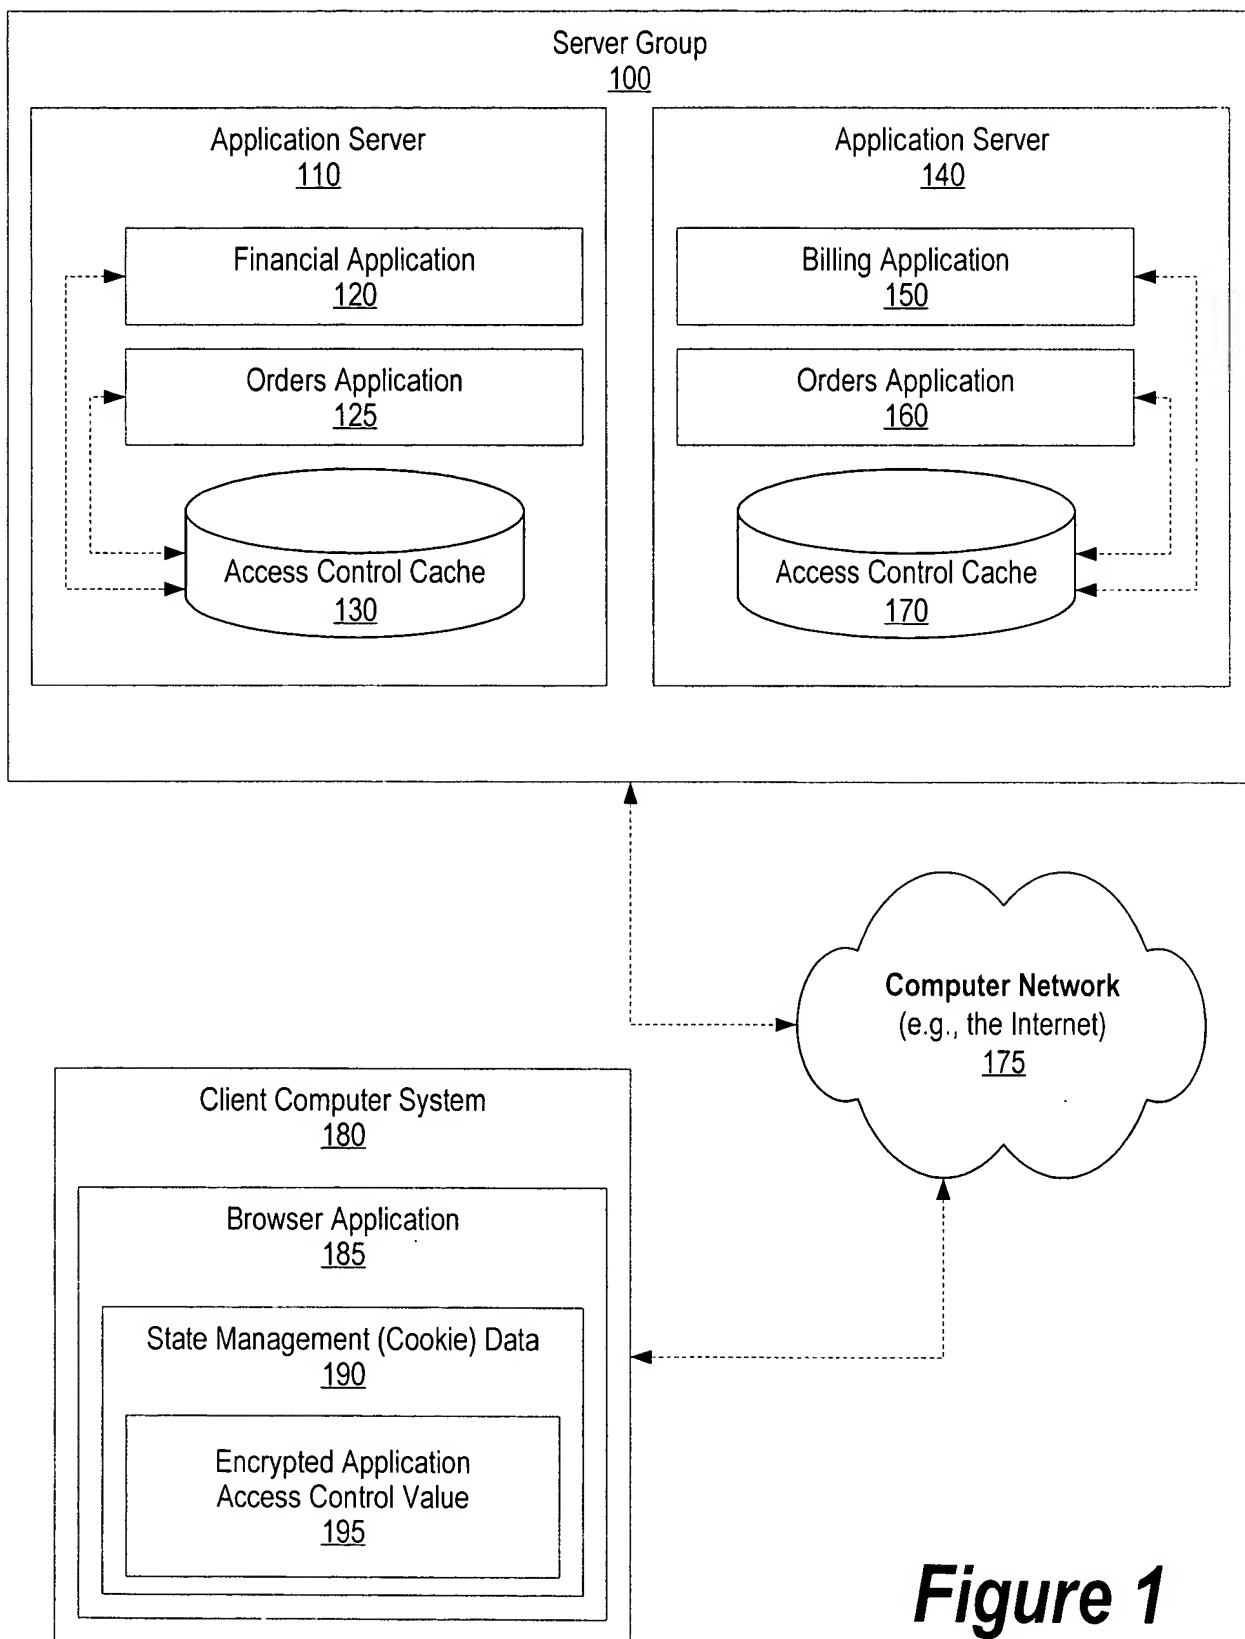 Server Group
100
Application Server
110
Financial Application
120
Orders Application
125
Access Control Cache
130
Application Server
140
Billing Application
150
Orders Application
160
Access Control Cache
170
Computer Network
(e.g., the Internet)
175
Client Computer System
180
Browser Application
185
State Management (Cookie) Data
190
Encrypted Application
Access Control Value
195
Figure 1